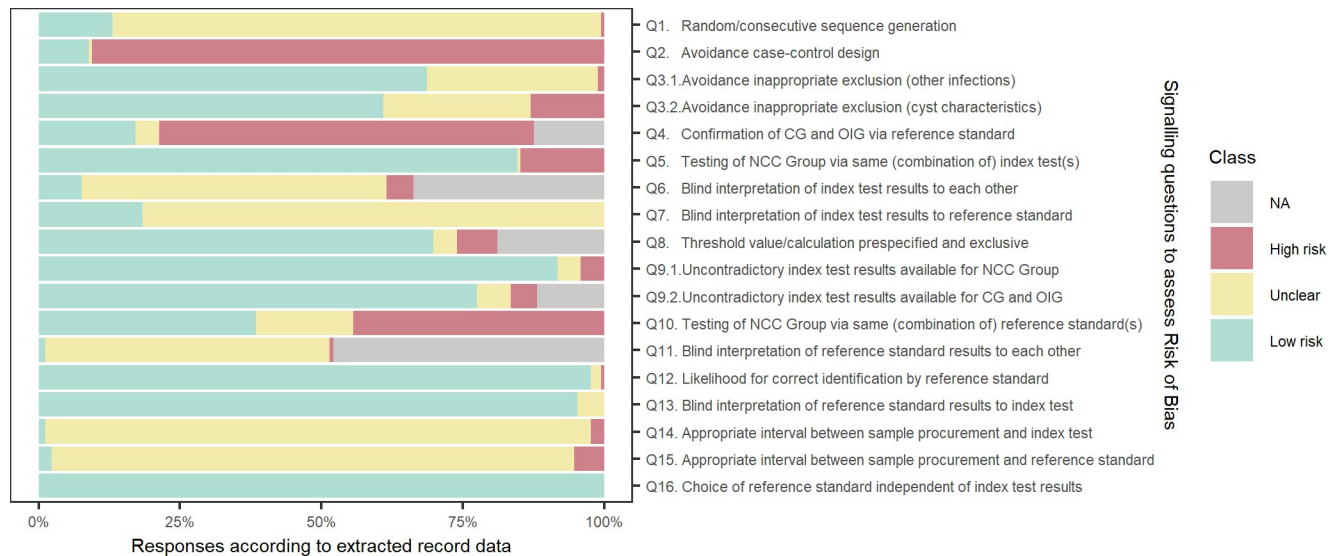 Q1. Random/consecutive sequence generation
Q2. Avoidance case-control design
Q3.1.Avoidance inappropriate exclusion (other infections)
Q3.2.Avoidance inappropriate exclusion (cyst characteristics)
Q4. Confirmation of CG and OIG via reference standard
Q5. Testing of NCC Group via same (combination of) index test(s)
Q6. Blind interpretation of index test results to each other
Q7. Blind interpretation of index test results to reference standard
Q8. Threshold value/calculation prespecified and exclusive
Q9.1.Uncontradictory index test results available for NCC Group
Q9.2.Uncontradictory index test results available for CG and OIG
Q10. Testing of NCC Group via same (combination of) reference standard(s)
Q11. Blind interpretation of reference standard results to each other
Q12. Likelihood for correct identification by reference standard
Q13. Blind interpretation of reference standard results to index test
Q14. Appropriate interval between sample procurement and index test
Q15. Appropriate interval between sample procurement and reference standard
Q16. Choice of reference standard independent of index test results
0% 25% 50% 75% 100%
Responses according to extracted record data
Signalling questions to assess Risk of Bias
Class
NA
High risk
Unclear
Low risk